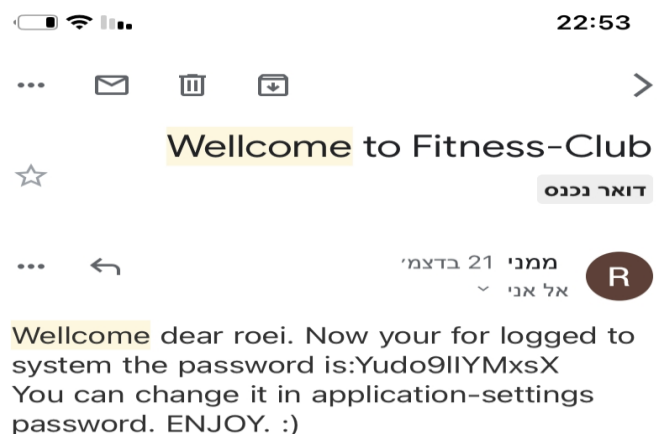 22:53
Wellcome to Fitness-Club
דואר נכנס
ממני 21 בדצמ׳
אל אני
R
Wellcome dear roei. Now your for logged to
system the password is:Yudo9lIYMxsX
You can change it in application-settings
password. ENJOY. :)